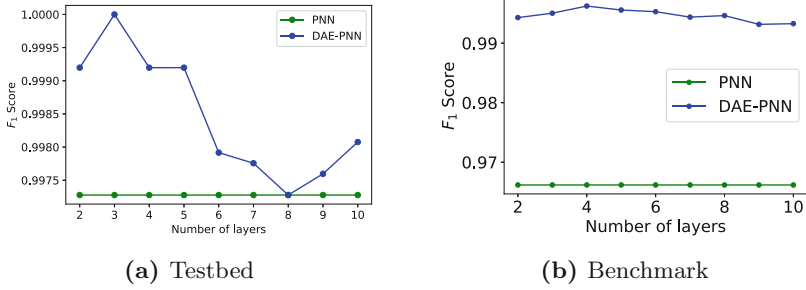 1.0000
0.9995
0.9990
0.9985
0.9980
0.9975
F1 Score
PNN
DAE-PNN
2 3 4 5 6 7 8 9 10
Number of layers
(a) Testbed
0.99
0.98
0.97
F1 Score
PNN
DAE-PNN
2 4 6 8 10
Number of layers
(b) Benchmark